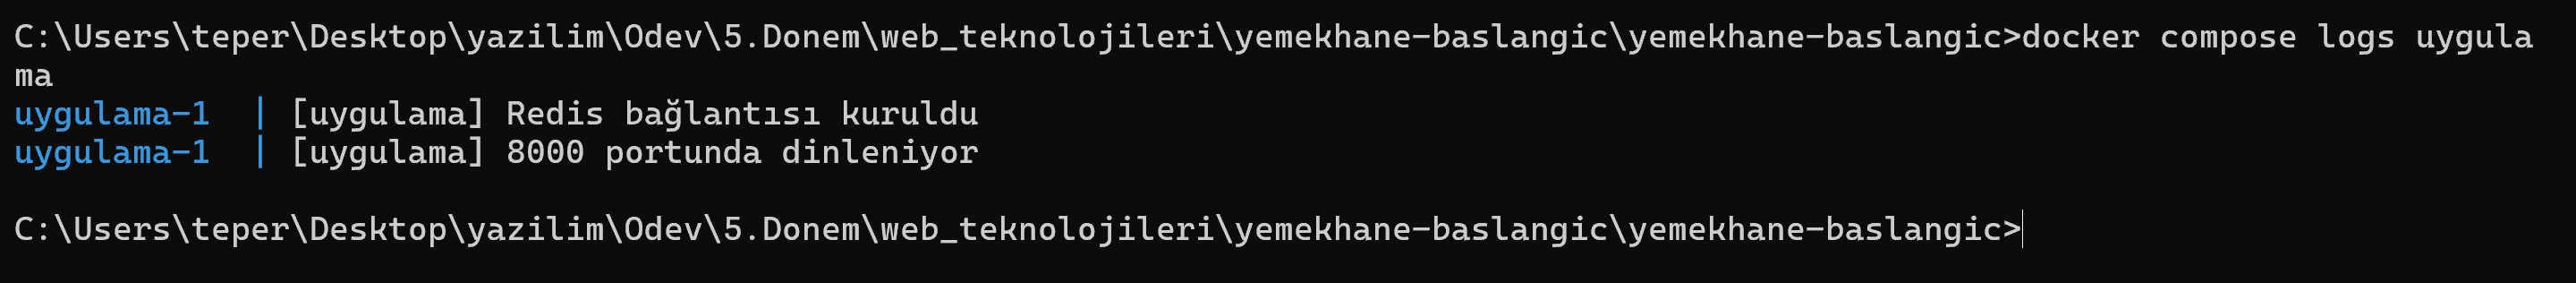 C:\Users\teper\Desktop\yazilim\Odev\5.Donem\web_teknolojileri\yemekhane-baslangic\yemekhane-baslangic>docker compose logs uygula
ma
uygulama-1  | [uygulama] Redis bağlantısı kuruldu
uygulama-1  | [uygulama] 8000 portunda dinleniyor
C:\Users\teper\Desktop\yazilim\Odev\5.Donem\web_teknolojileri\yemekhane-baslangic\yemekhane-baslangic>